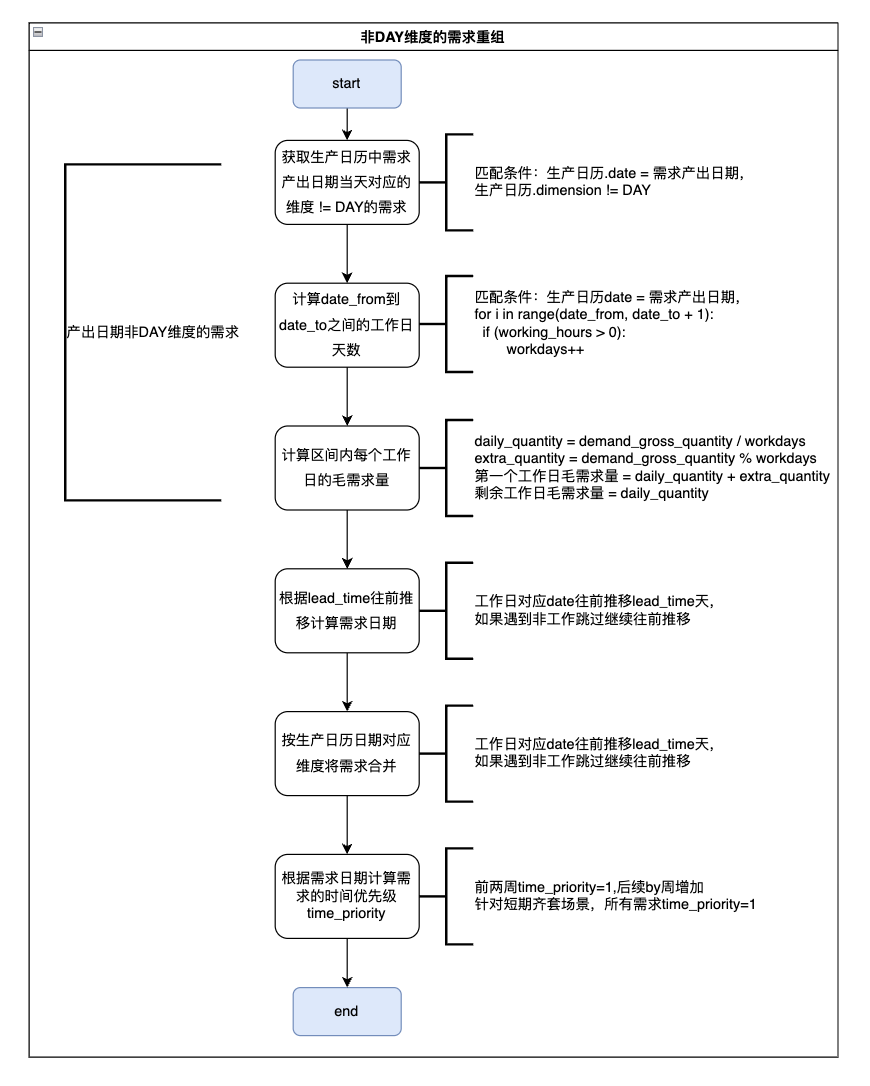 非DAY维度的需求重组
start
获取生产日历中需求
产出日期当天对应的
维度 != DAY的需求
匹配条件：生产日历.date = 需求产出日期，
生产日历.dimension != DAY
产出日期非DAY维度的需求
计算date_from到
date_to之间的工作日
天数
匹配条件：生产日历date = 需求产出日期，
for i in range(date_from, date_to + 1):
if (working_hours > 0):
workdays++
计算区间内每个工作
日的毛需求量
daily_quantity = demand_gross_quantity / workdays
extra_quantity = demand_gross_quantity % workdays
第一个工作日毛需求量 = daily_quantity + extra_quantity
剩余工作日毛需求量 = daily_quantity
根据lead_time往前推
移计算需求日期
工作日对应date往前推移lead_time天，
如果遇到非工作跳过继续往前推移
按生产日历日期对应
维度将需求合并
工作日对应date往前推移lead_time天，
如果遇到非工作跳过继续往前推移
根据需求日期计算需
求的时间优先级
time_priority
前两周time_priority=1,后续by周增加
针对短期齐套场景，所有需求time_priority=1
end